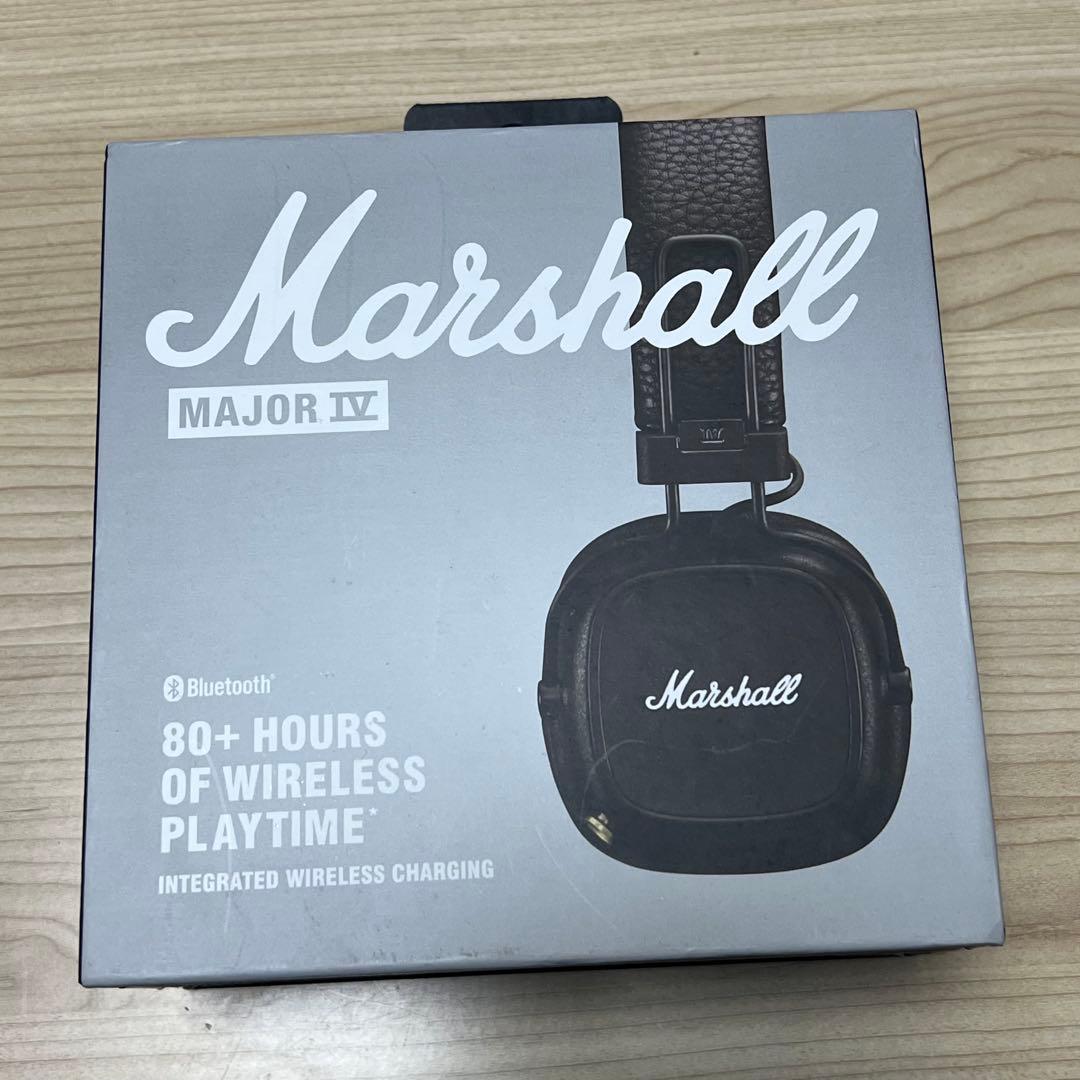 Marshall
MAJOR IV
Bluetooth®
80+ HOURS
OF WIRELESS
PLAYTIME*
INTEGRATED WIRELESS CHARGING
Marshall